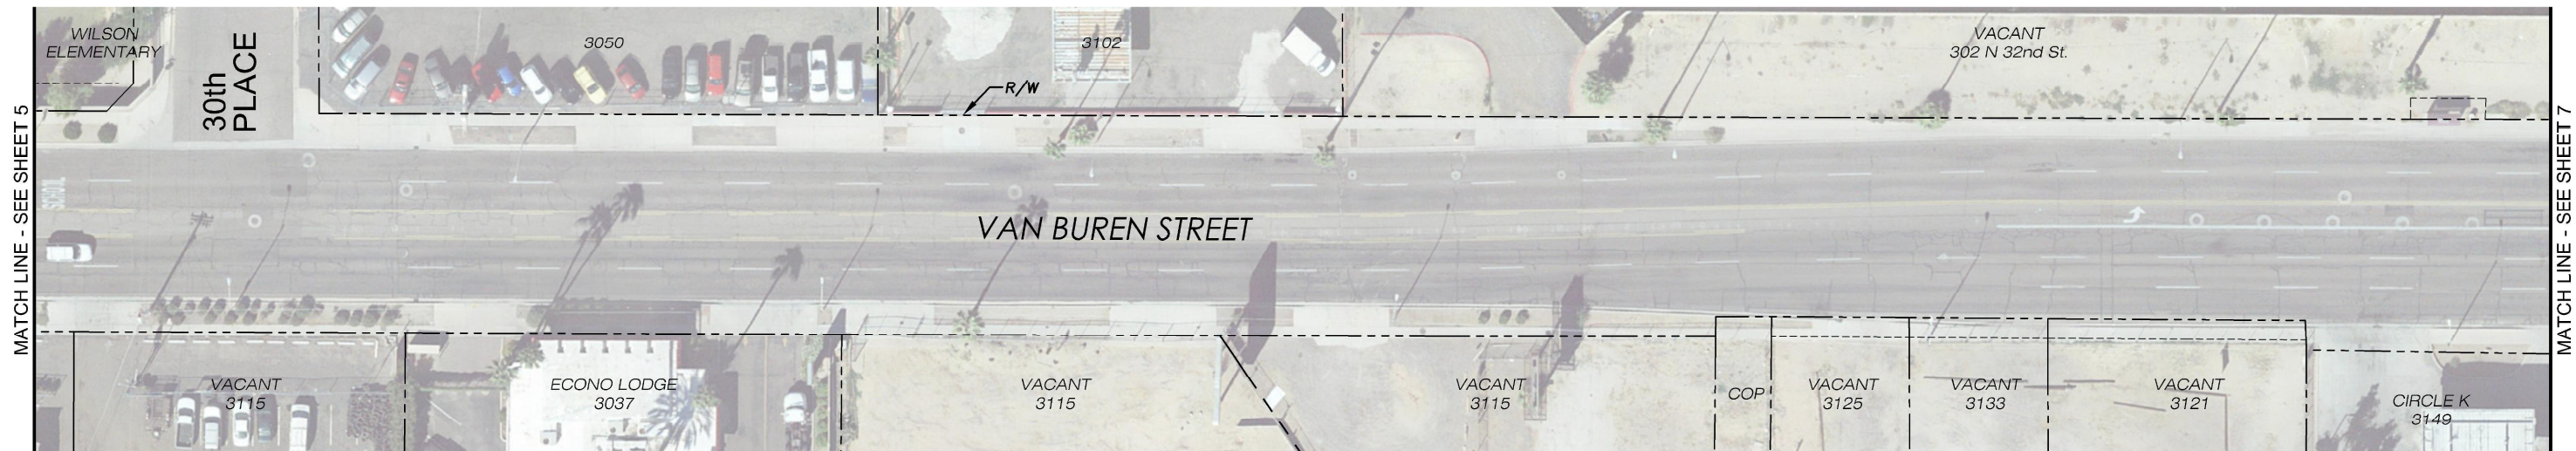 MATCH LINE - SEE SHEET 5
WILSON
ELEMENTARY
30th
PLACE
3050
3102
R/W
VACANT
302 N 32nd St.
SCHOOL
VAN BUREN STREET
VACANT
3115
ECONO LODGE
3037
VACANT
3115
VACANT
3115
COP
VACANT
3125
VACANT
3133
VACANT
3121
CIRCLE K
3149
MATCH LINE - SEE SHEET 7